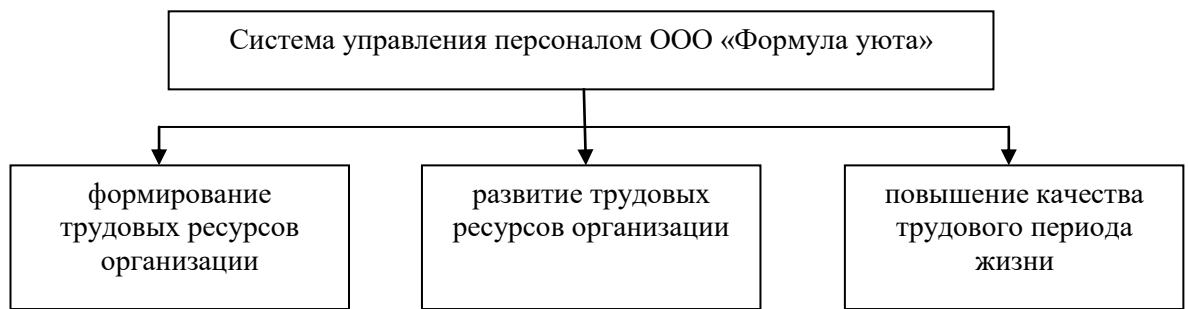 Система управления персоналом ООО «Формула уюта»
формирование
трудовых ресурсов
организации
развитие трудовых
ресурсов организации
повышение качества
трудового периода
жизни